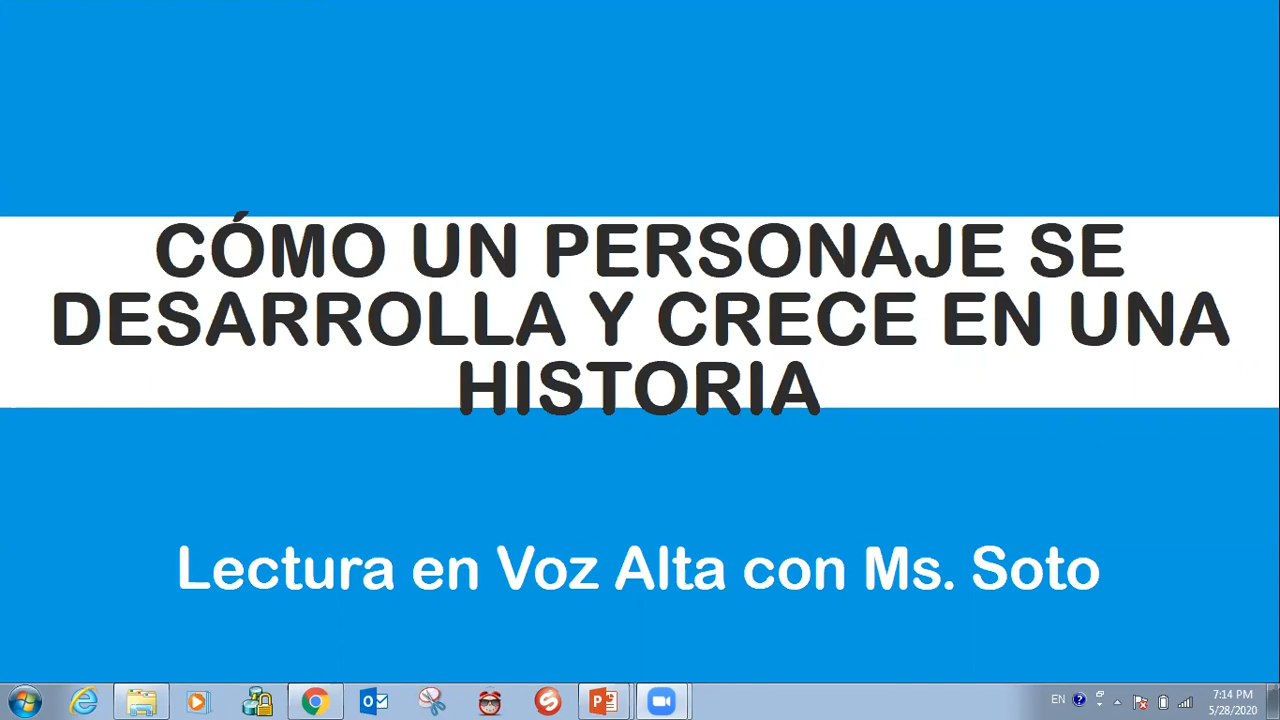 CÓMO UN PERSONAJE SE
DESARROLLA Y CRECE EN UNA
HISTORIA
Lectura en Voz Alta con Ms. Soto
EN
7:14 PM
5/28/2020